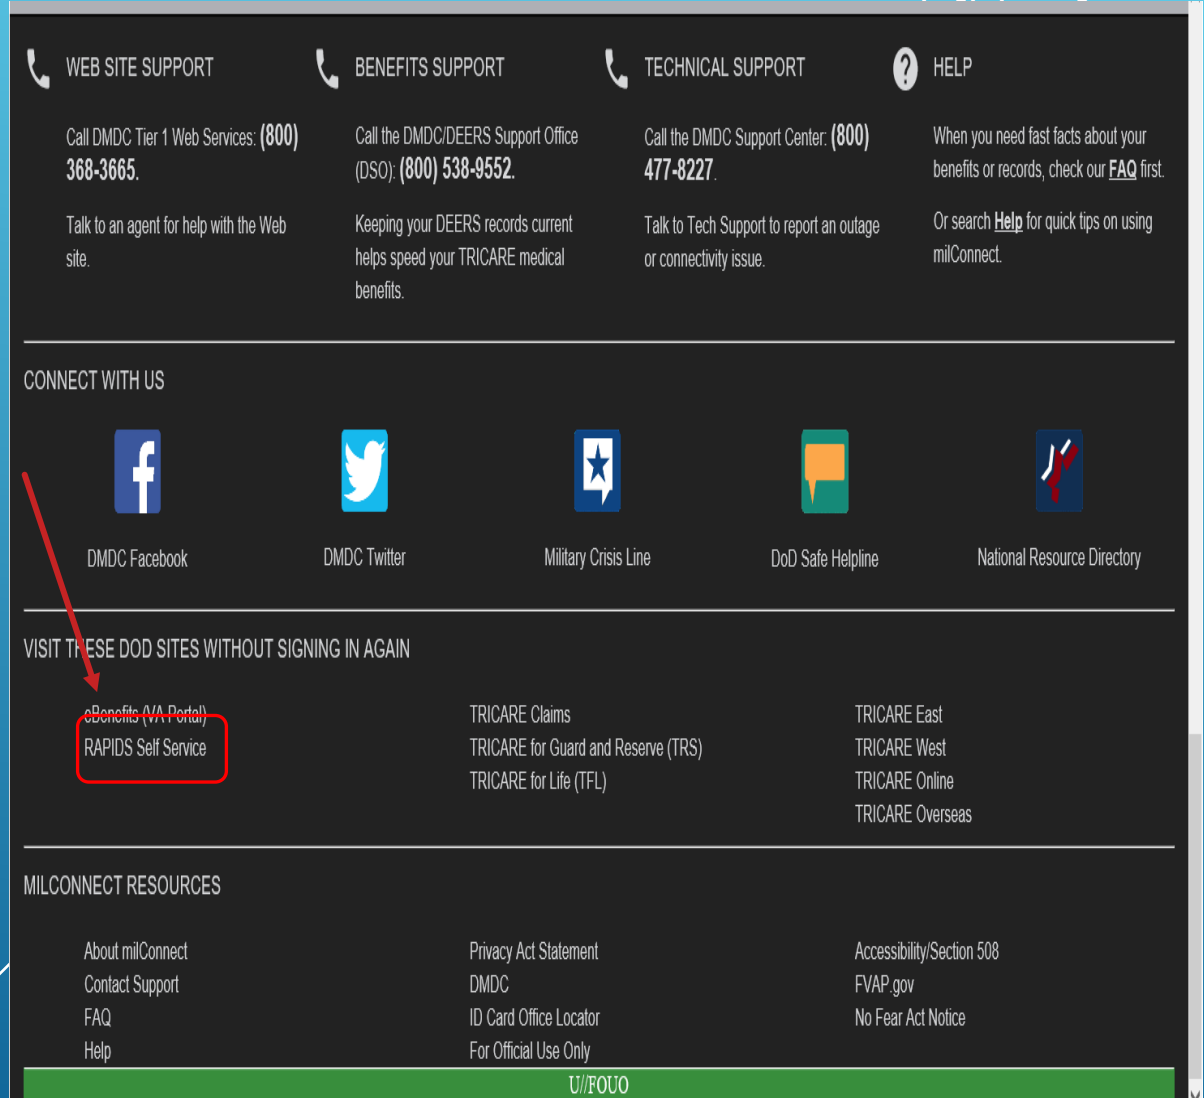 WEB SITE SUPPORT
Call DMDC Tier 1 Web Services: (800)
368-3665.
Talk to an agent for help with the Web
site.
BENEFITS SUPPORT
Call the DMDC/DEERS Support Office
(DSO): (800) 538-9552.
Keeping your DEERS records current
helps speed your TRICARE medical
benefits.
TECHNICAL SUPPORT
Call the DMDC Support Center: (800)
477-8227.
Talk to Tech Support to report an outage
or connectivity issue.
HELP
When you need fast facts about your
benefits or records, check our FAQ first.
Or search Help for quick tips on using
milConnect.
CONNECT WITH US
DMDC Facebook
DMDC Twitter
Military Crisis Line
DoD Safe Helpline
National Resource Directory
VISIT THESE DOD SITES WITHOUT SIGNING IN AGAIN
eBenefits (VA Portal)
RAPIDS Self Service
TRICARE Claims
TRICARE for Guard and Reserve (TRS)
TRICARE for Life (TFL)
TRICARE East
TRICARE West
TRICARE Online
TRICARE Overseas
MILCONNECT RESOURCES
About milConnect
Contact Support
FAQ
Help
Privacy Act Statement
DMDC
ID Card Office Locator
For Official Use Only
Accessibility/Section 508
FVAP.gov
No Fear Act Notice
U//FOUO